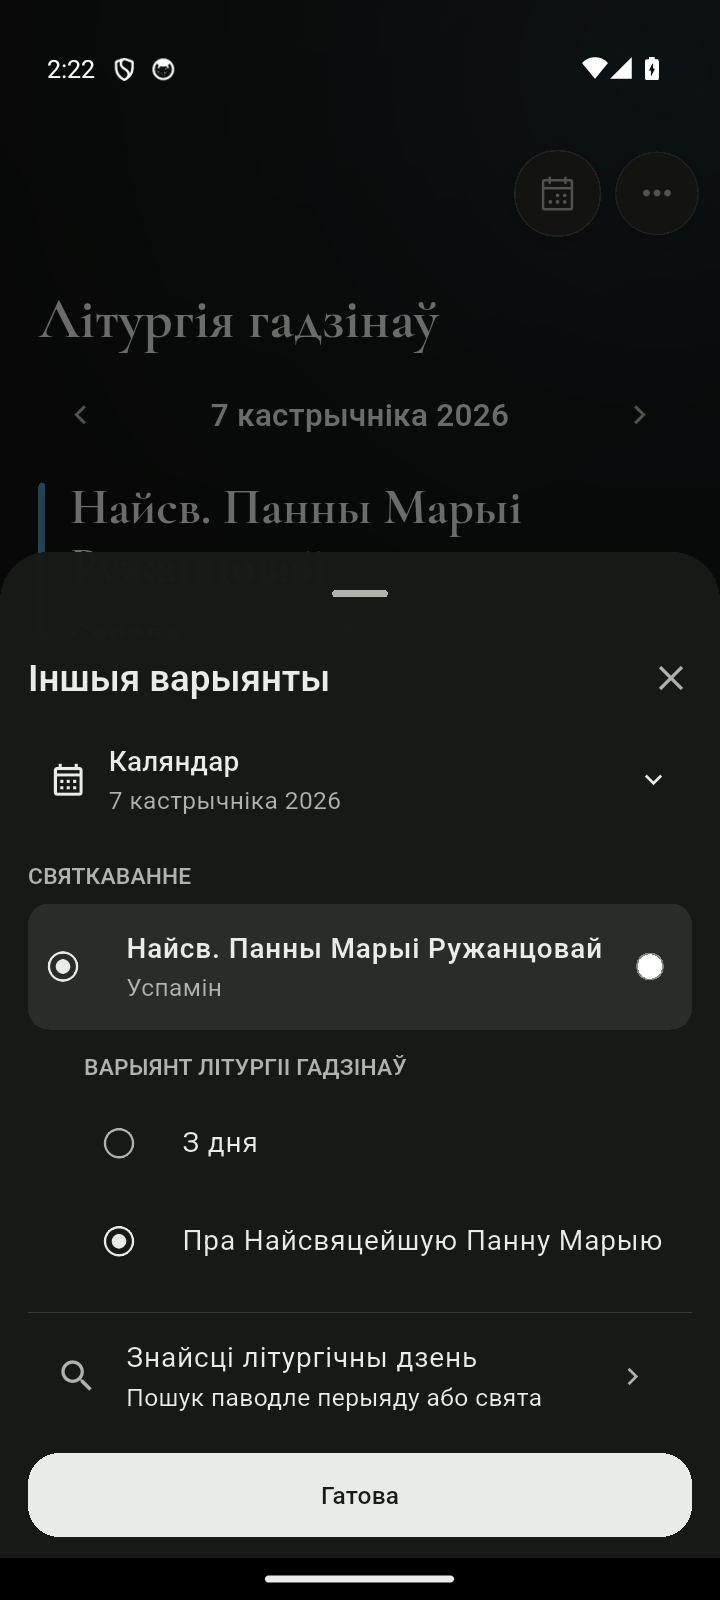 2:22
Літургія гадзінаў
7 кастрычніка 2026
Найсв. Панны Марыі
Ружанцовай
Іншыя варыянты
Каляндар
7 кастрычніка 2026
СВЯТКАВАННЕ
Найсв. Панны Марыі Ружанцовай
Успамін
ВАРЫЯНТ ЛІТУРГІІ ГАДЗІНАЎ
З дня
Пра Найсвяцейшую Панну Марыю
Знайсці літургічны дзень
Пошук паводле перыяду або свята
Гатова